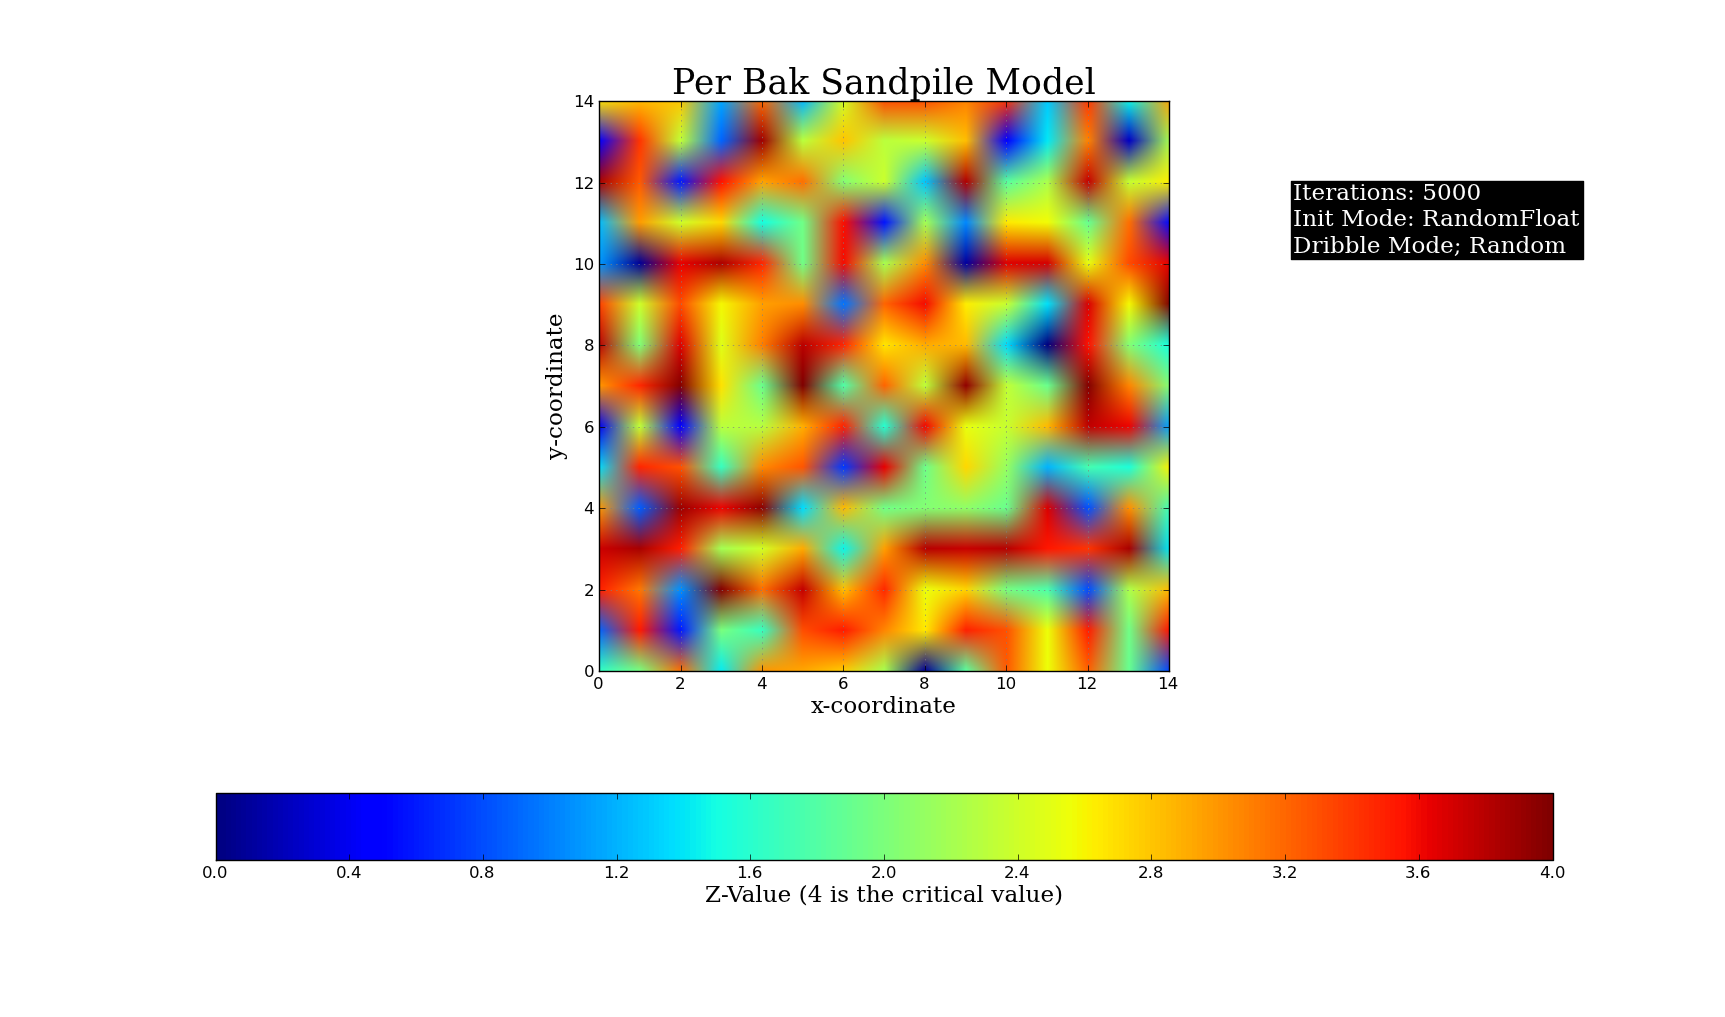 Per Bak Sandpile Model
14
12
10
8
6
4
2
0
y-coordinate
0 2 4 6 8 10 12 14
x-coordinate
Iterations: 5000
Init Mode: RandomFloat
Dribble Mode; Random
0.0 0.4 0.8 1.2 1.6 2.0 2.4 2.8 3.2 3.6 4.0
Z-Value (4 is the critical value)